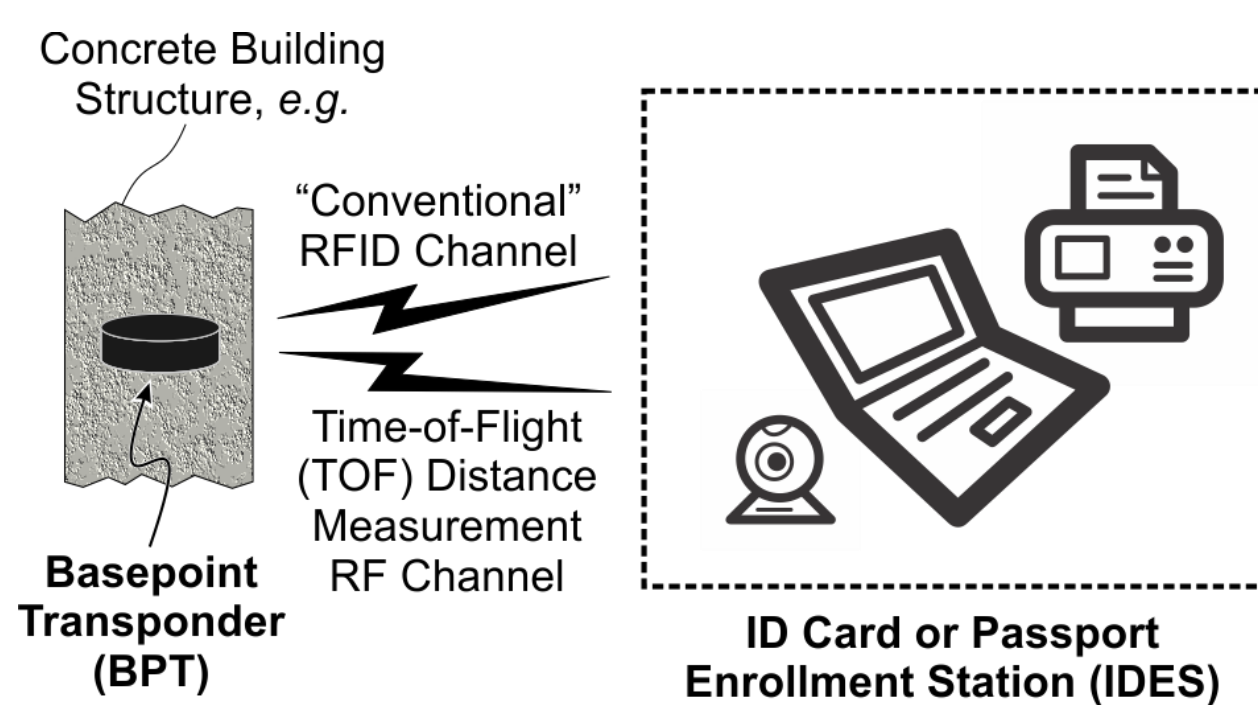 Concrete Building
Structure, e.g.
“Conventional”
RFID Channel
Time-of-Flight
(TOF) Distance
Measurement
RF Channel
Basepoint
Transponder
(BPT)
ID Card or Passport
Enrollment Station (IDES)